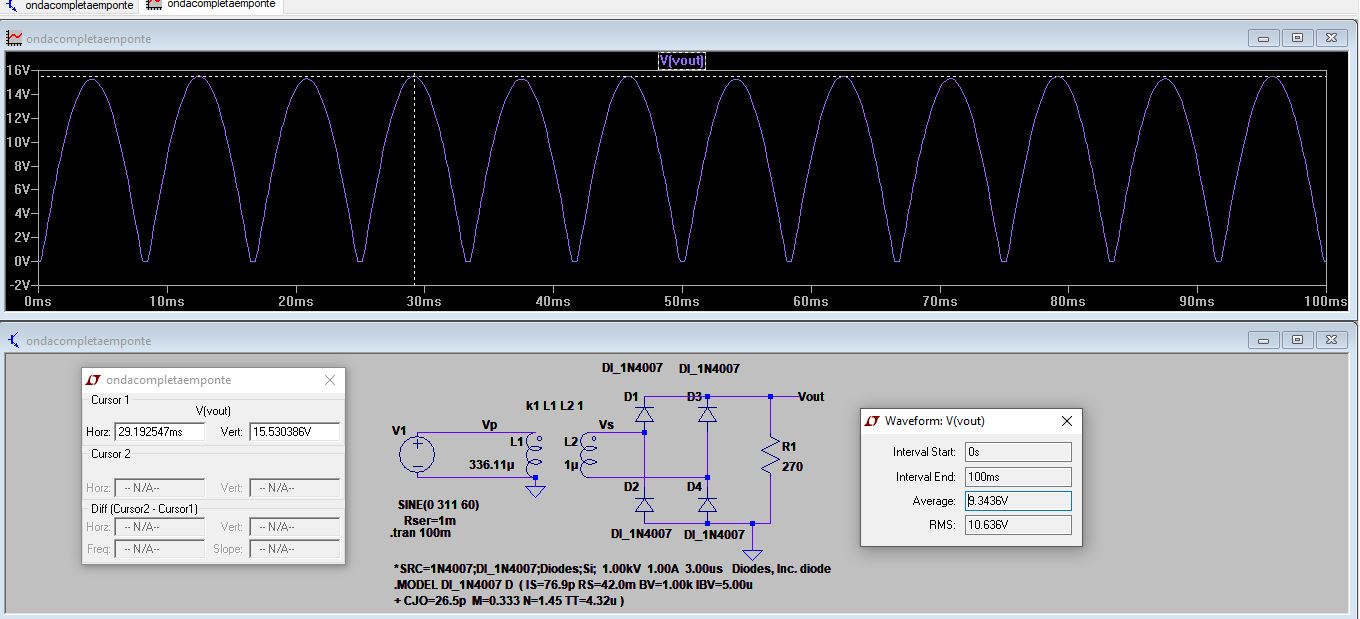 ondacompletaemponte
ondacompletaemponte
ondacompletaemponte
V(vout)
16V
14V
12V
10V
8V
6V
4V
2V
0V
-2V
0ms 10ms 20ms 30ms 40ms 50ms 60ms 70ms 80ms 90ms 100ms
ondacompletaemponte
ondacompletaemponte
Cursor 1
V(vout)
Horz: 29.192547ms Vert: 15.530386V
Cursor 2
Horz: -- N/A-- Vert: -- N/A--
Diff (Cursor2 - Cursor1)
Horz: -- N/A-- Vert: -- N/A--
Freq: -- N/A-- Slope: -- N/A--
DI_1N4007 DI_1N4007
D1 D3 Vout
k1 L1 L2 1
V1 Vp Vs
L1 L2 R1
336.11µ 1µ 270
D2 D4
SINE(0 311 60)
Rser=1m
.tran 100m
DI_1N4007 DI_1N4007
*SRC=1N4007;DI_1N4007;Diodes;Si; 1.00kV 1.00A 3.00us Diodes, Inc. diode
.MODEL DI_1N4007 D ( IS=76.9p RS=42.0m BV=1.00k IBV=5.00u
+ CJO=26.5p M=0.333 N=1.45 TT=4.32u )
Waveform: V(vout)
Interval Start: 0s
Interval End: 100ms
Average: 9.3436V
RMS: 10.636V